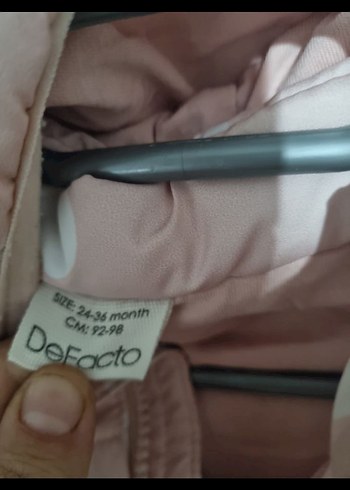 SIZE: 24-36 month
CM: 92-98
DeFacto